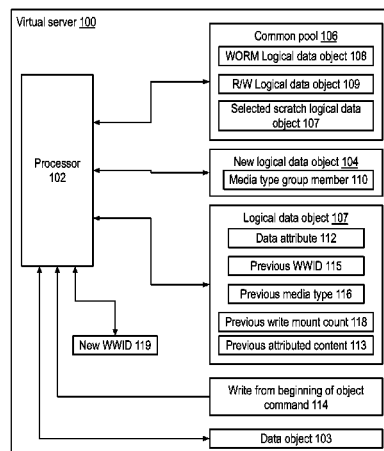 Virtual server 100
Common pool 106
WORM Logical data object 108
R/W Logical data object 109
Selected scratch logical data
object 107
Processor
102
New logical data object 104
Media type group member 110
Logical data object 107
Data attribute 112
Previous WWID 115
Previous media type 116
Previous write mount count 118
Previous attributed content 113
New WWID 119
Write from beginning of object
command 114
Data object 103